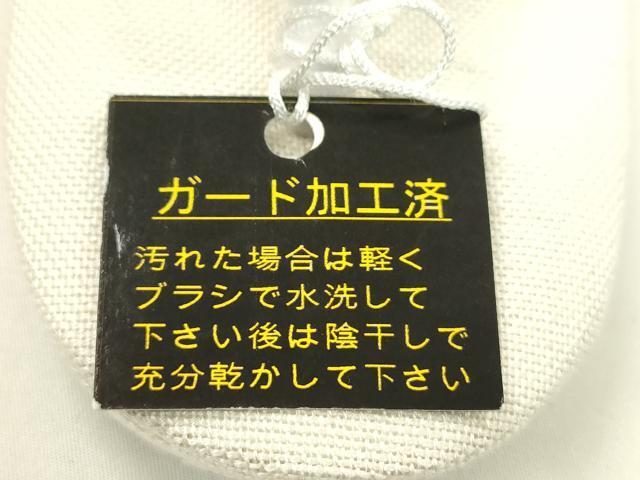 ガード加工済
汚れた場合は軽く
ブラシで水洗して
下さい後は陰干しで
充分乾かして下さい